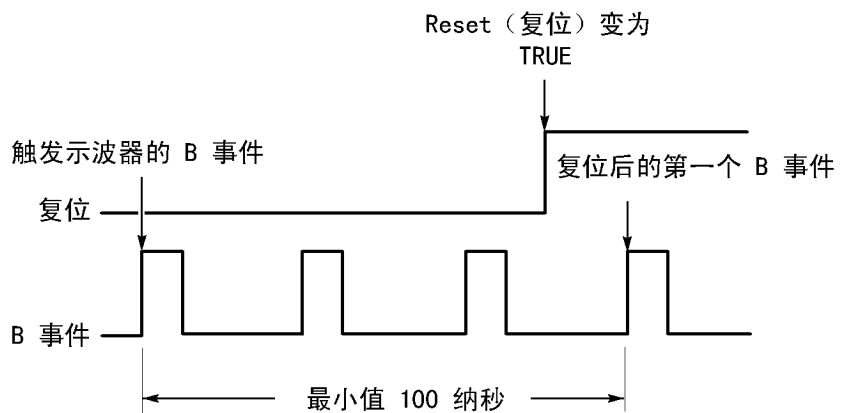 Reset（复位）变为
TRUE
触发示波器的 B 事件
复位后的第一个 B 事件
复位
B 事件
最小值 100 纳秒